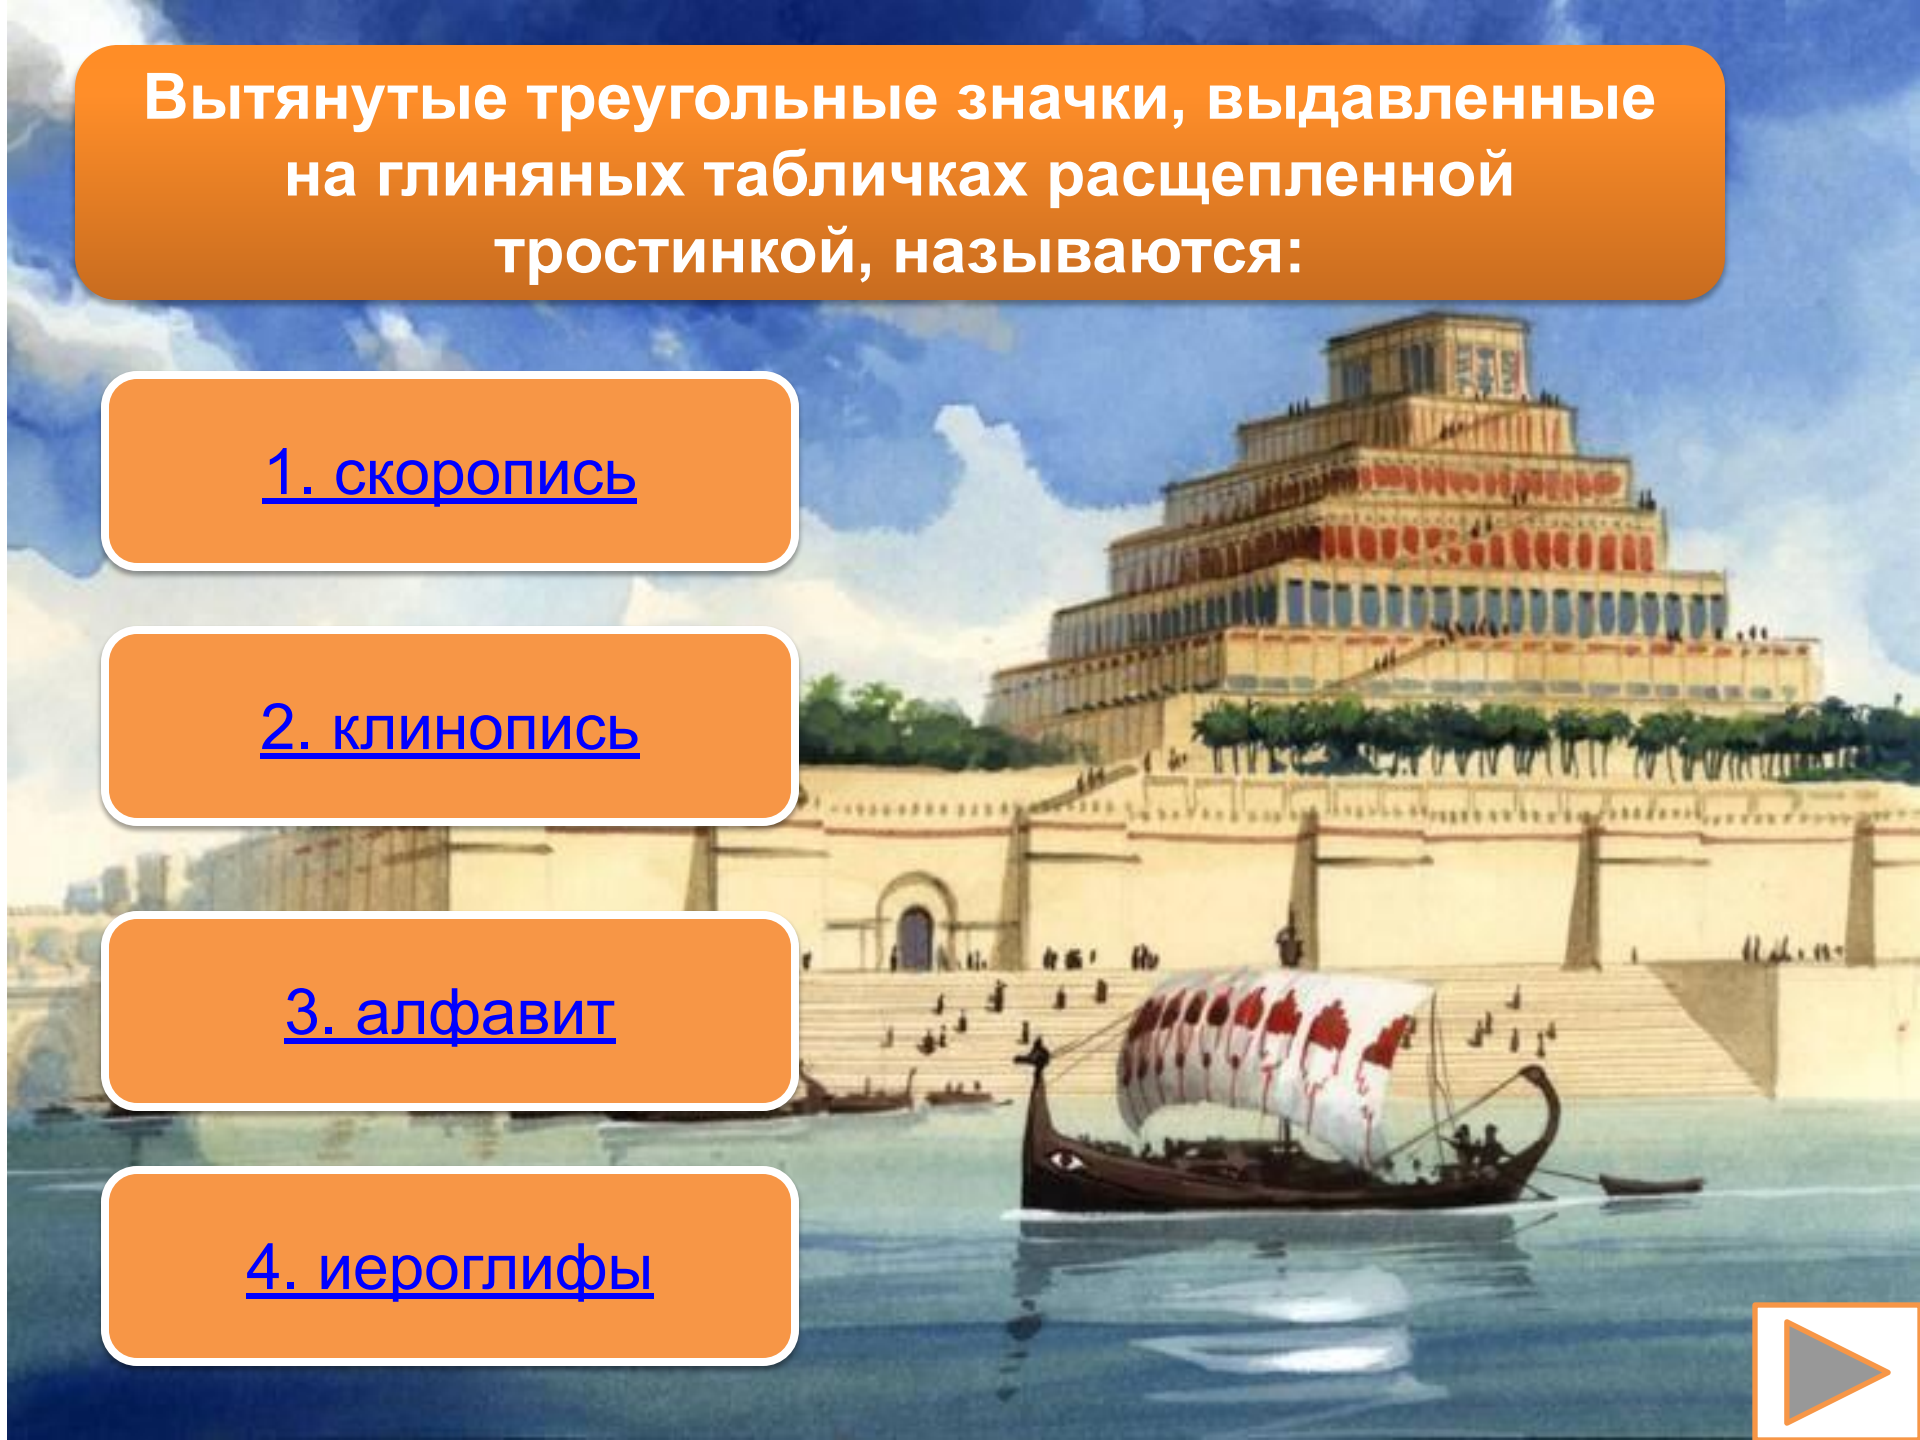 Вытянутые треугольные значки, выдавленные
на глиняных табличках расщепленной
тростинкой, называются:
1. скоропись
2. клинопись
3. алфавит
4. иероглифы